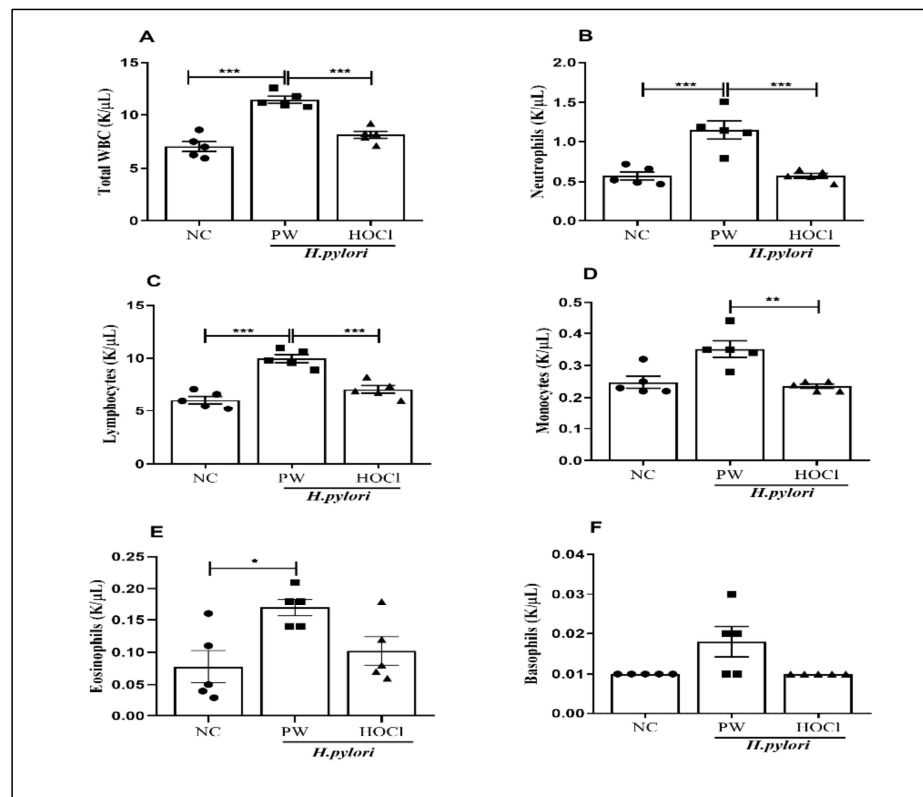 A
Total WBC (K/μL)
15
10
5
0
***
***
NC
PW
HOCl
H.pylori
B
Neutrophils (K/μL)
2.0
1.5
1.0
0.5
0.0
***
***
NC
PW
HOCl
H.pylori
C
Lymphocytes (K/μL)
15
10
5
0
***
***
NC
PW
HOCl
H.pylori
D
Monocytes (K/μL)
0.5
0.4
0.3
0.2
0.1
0.0
**
NC
PW
HOCl
H.pylori
E
Eosinophils (K/μL)
0.25
0.20
0.15
0.10
0.05
0.00
*
NC
PW
HOCl
H.pylori
F
Basophils (K/μL)
0.04
0.03
0.02
0.01
0.00
NC
PW
HOCl
H.pylori